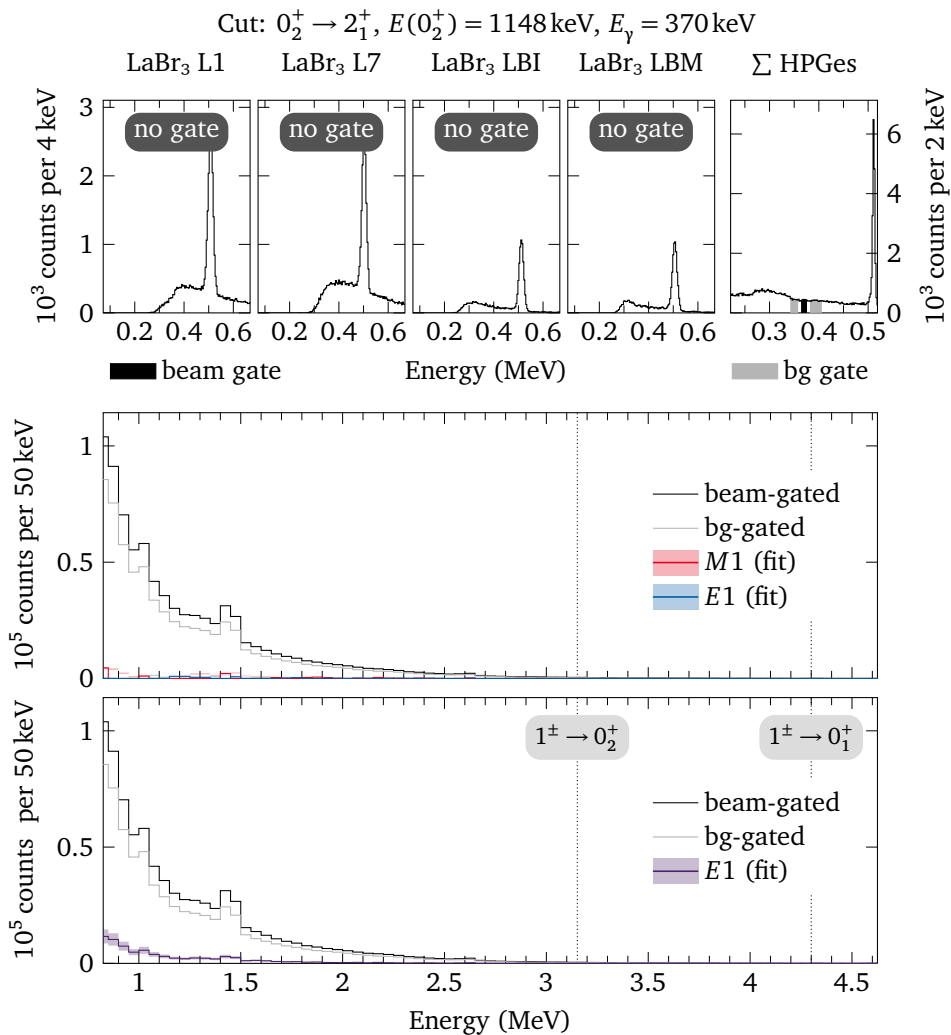 Cut: 0₂⁺ → 2₁⁺, E(0₂⁺) = 1148 keV, Eᵧ = 370 keV
LaBr₃ L1 LaBr₃ L7 LaBr₃ LBI LaBr₃ LBM ∑ HPGes
10³ counts per 4 keV
3
2
1
0
no gate no gate no gate no gate
6
4
2
0
10³ counts per 2 keV
0.2 0.4 0.6 0.2 0.4 0.6 0.2 0.4 0.6 0.2 0.4 0.6 0.3 0.4 0.5
beam gate Energy (MeV) bg gate
10⁵ counts per 50 keV
1
0.5
0
beam-gated
bg-gated
M1 (fit)
E1 (fit)
10⁵ counts per 50 keV
1
0.5
0
1± → 0₂⁺ 1± → 0₁⁺
beam-gated
bg-gated
E1 (fit)
1 1.5 2 2.5 3 3.5 4 4.5
Energy (MeV)